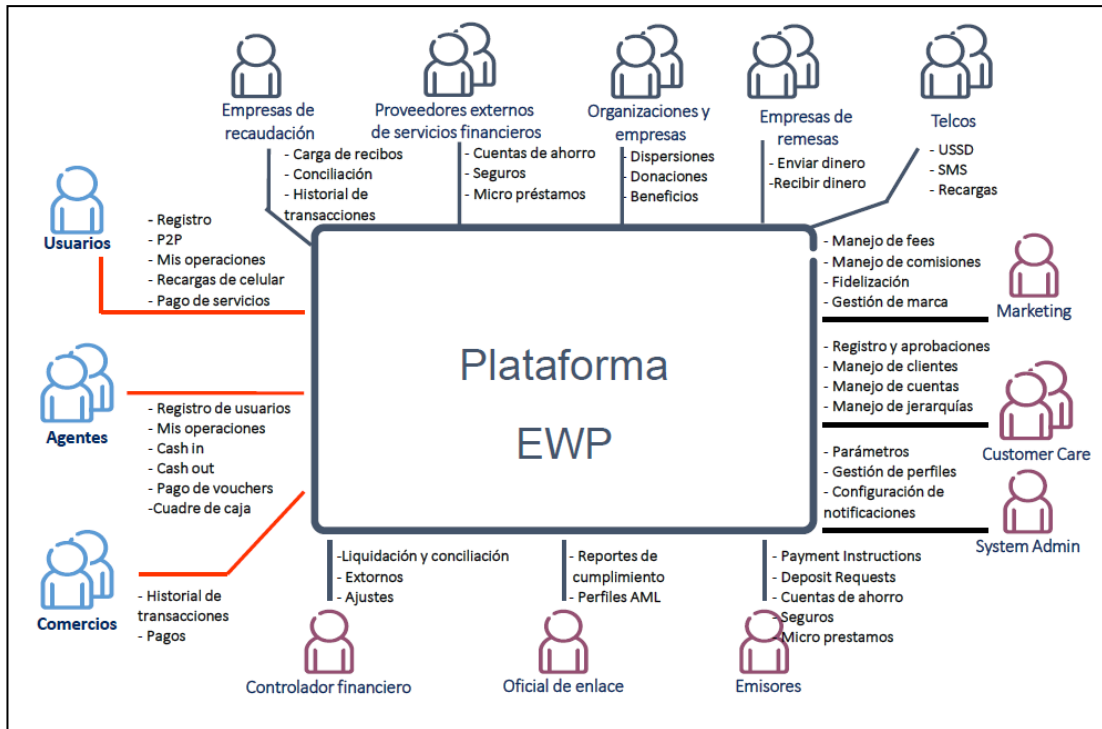 Empresas de
recaudación
- Carga de recibos
- Conciliación
- Historial de
transacciones
Proveedores externos
de servicios financieros
- Cuentas de ahorro
- Seguros
- Micro préstamos
Organizaciones y
empresas
- Dispersiones
- Donaciones
- Beneficios
Empresas de
remesas
- Enviar dinero
-Recibir dinero
Telcos
- USSD
- SMS
- Recargas
Usuarios
- Registro
- P2P
- Mis operaciones
- Recargas de celular
- Pago de servicios
Agentes
- Registro de usuarios
- Mis operaciones
- Cash in
- Cash out
- Pago de vouchers
-Cuadre de caja
Comercios
- Historial de
transacciones
- Pagos
Plataforma
EWP
- Manejo de fees
- Manejo de comisiones
- Fidelización
- Gestión de marca
Marketing
- Registro y aprobaciones
- Manejo de clientes
- Manejo de cuentas
- Manejo de jerarquías
Customer Care
- Parámetros
- Gestión de perfiles
- Configuración de
notificaciones
System Admin
-Liquidación y conciliación
- Extornos
- Ajustes
Controlador financiero
- Reportes de
cumplimiento
- Perfiles AML
Oficial de enlace
- Payment Instructions
- Deposit Requests
- Cuentas de ahorro
- Seguros
- Micro prestamos
Emisores